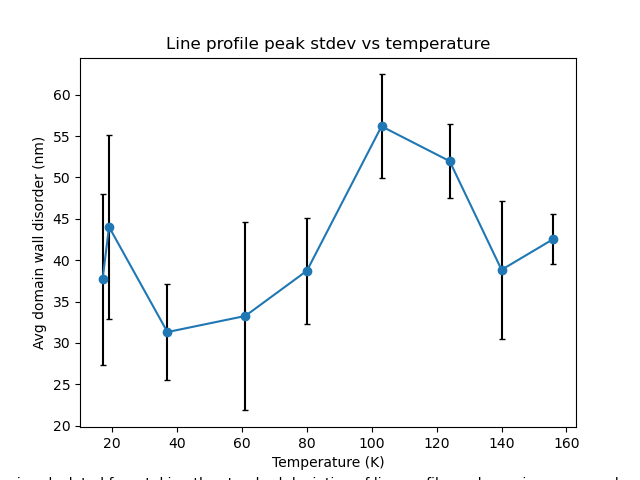 Line profile peak stdev vs temperature
Avg domain wall disorder (nm)
60
55
50
45
40
35
30
25
20
20 40 60 80 100 120 140 160
Temperature (K)